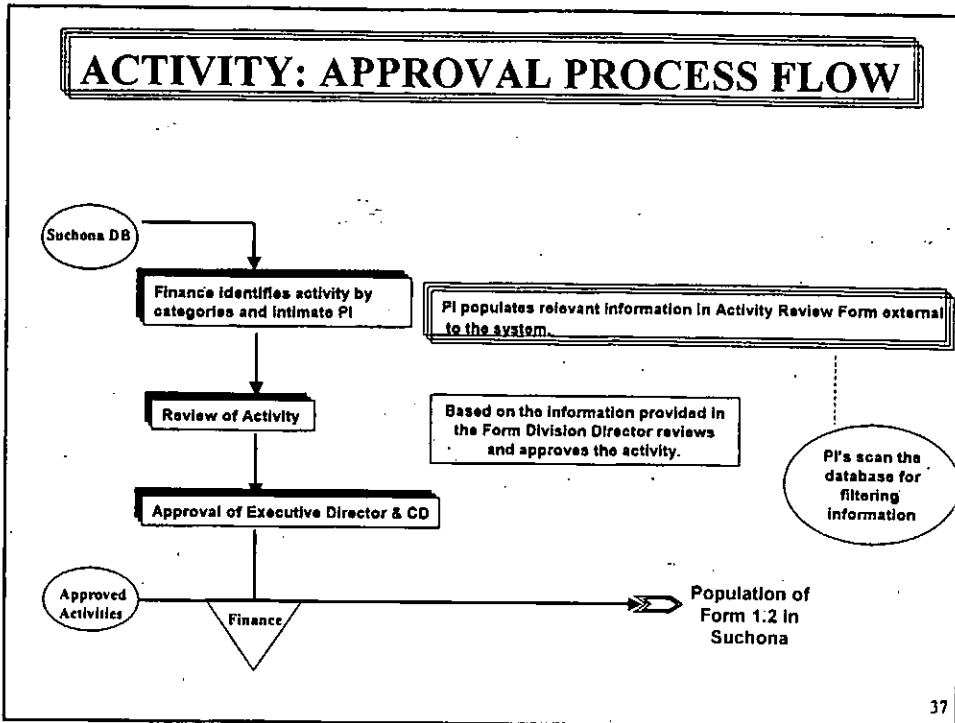 ACTIVITY: APPROVAL PROCESS FLOW
Suchona DB
Finance identifies activity by
categories and intimate PI
PI populates relevant information in Activity Review Form external
to the system.
Review of Activity
Based on the information provided in
the Form Division Director reviews
and approves the activity.
PI's scan the
database for
filtering
information
Approval of Executive Director & CD
Approved
Activities
Finance
Population of
Form 1.2 in
Suchona
37